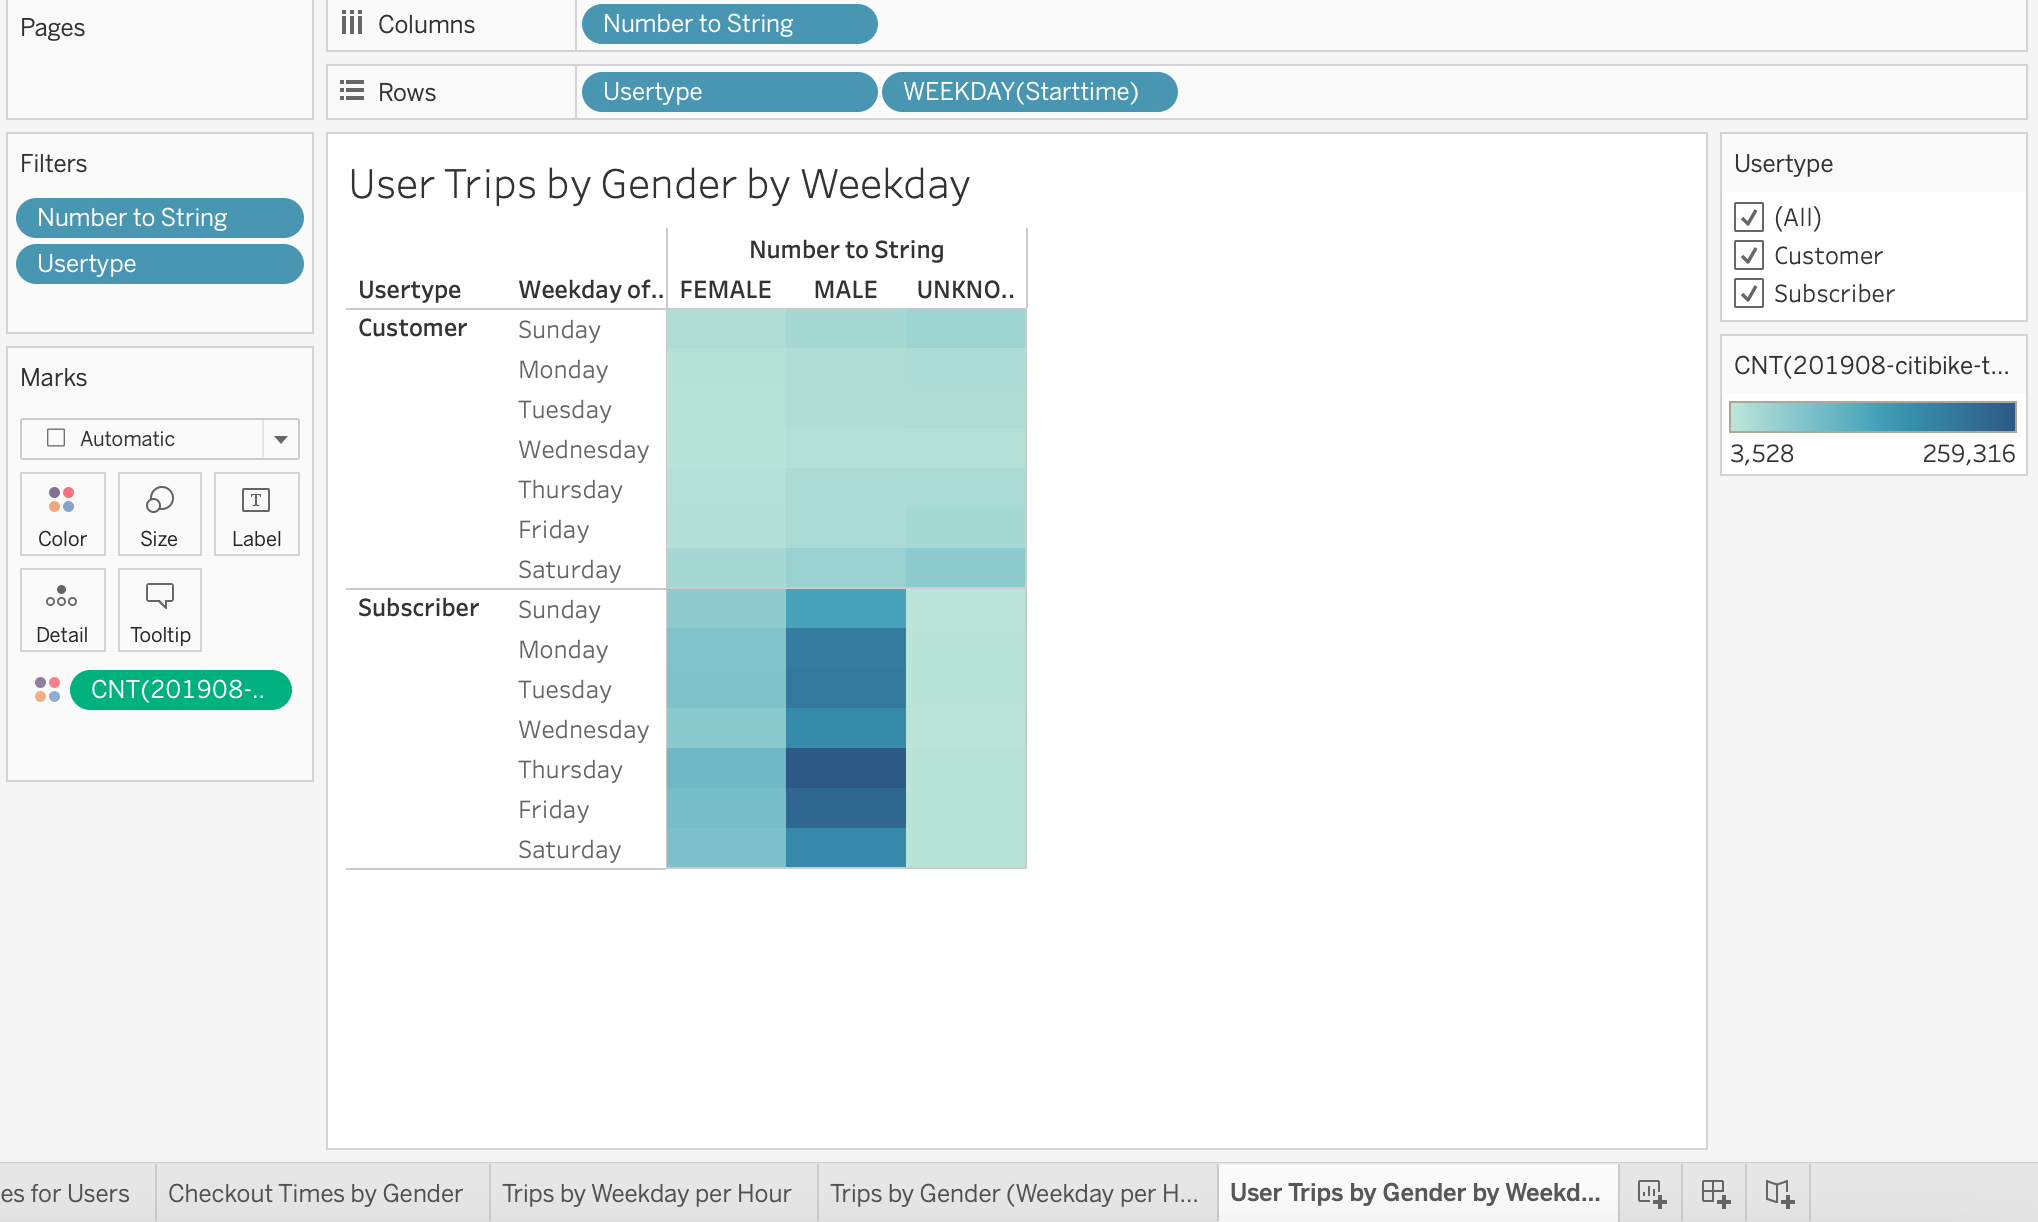 Pages
Columns
Number to String
Rows
Usertype
WEEKDAY(Starttime)
Filters
Number to String
Usertype
Marks
Automatic
Color
Size
T
Label
Detail
Tooltip
CNT(201908-..
User Trips by Gender by Weekday
Number to String
Usertype Weekday of.. FEMALE MALE UNKNO..
Customer Sunday
Monday
Tuesday
Wednesday
Thursday
Friday
Saturday
Subscriber Sunday
Monday
Tuesday
Wednesday
Thursday
Friday
Saturday
Usertype
(All)
Customer
Subscriber
CNT(201908-citibike-t...
3,528 259,316
es for Users
Checkout Times by Gender
Trips by Weekday per Hour
Trips by Gender (Weekday per H...
User Trips by Gender by Weekd...